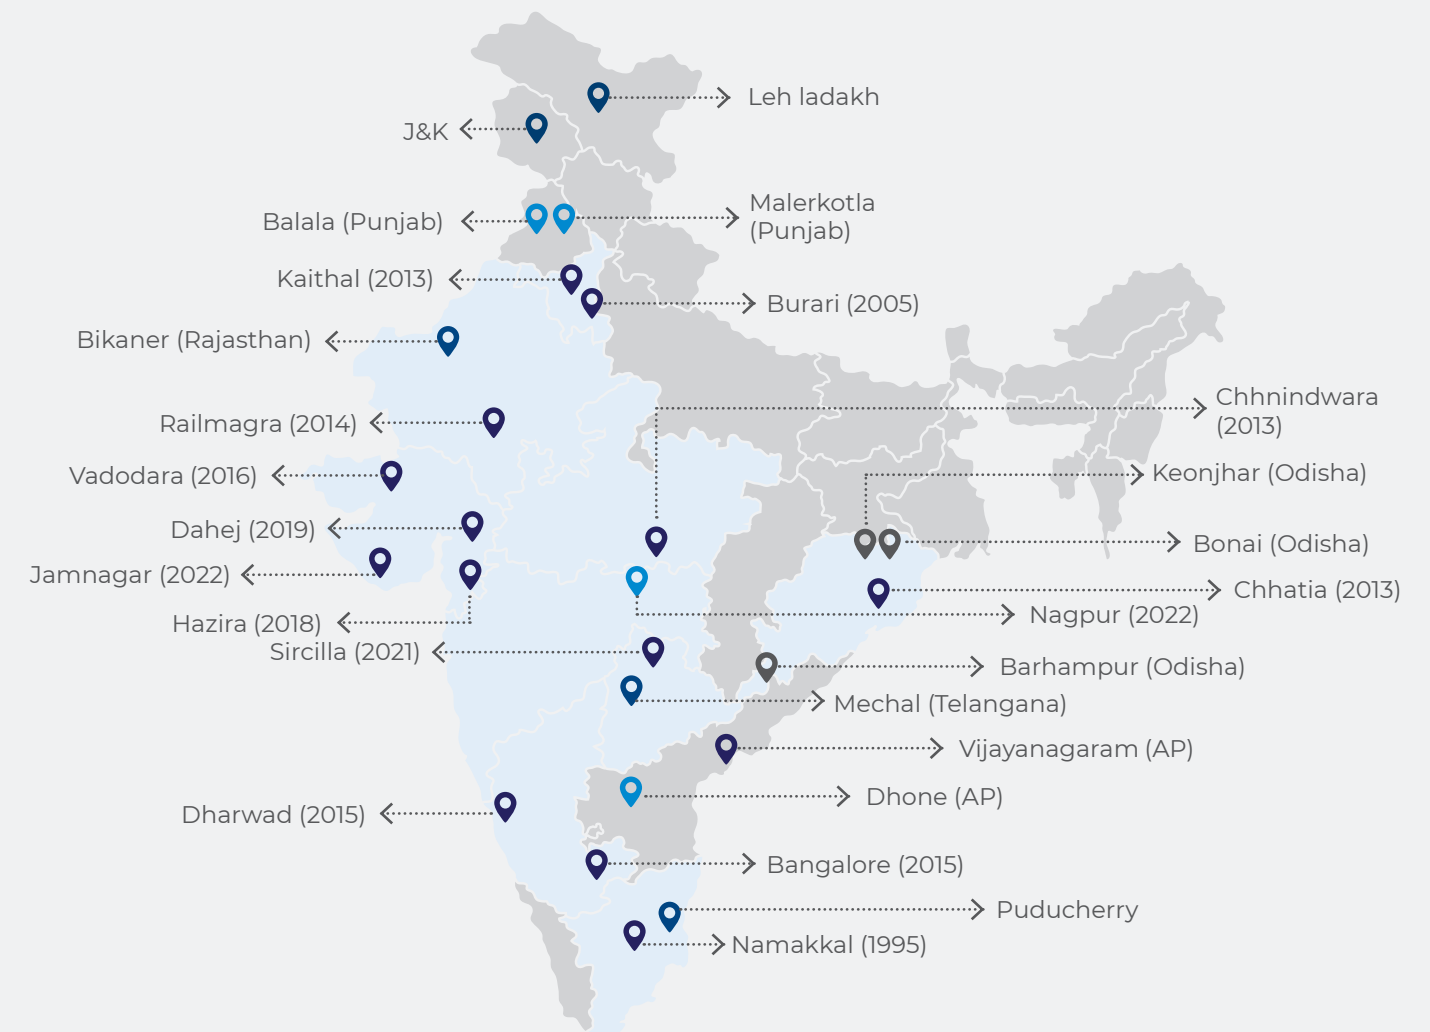 Leh ladakh
J&K
Malerkotla
(Punjab)
Balala (Punjab)
Kaithal (2013)
Burari (2005)
Bikaner (Rajasthan)
Chhnindwara
(2013)
Railmagra (2014)
Keonjhar (Odisha)
Vadodara (2016)
Dahej (2019)
Bonai (Odisha)
Jamnagar (2022)
Chhatia (2013)
Nagpur (2022)
Hazira (2018)
Sircilla (2021)
Barhampur (Odisha)
Mechal (Telangana)
Vijayanagaram (AP)
Dhone (AP)
Dharwad (2015)
Bangalore (2015)
Puducherry
Namakkal (1995)